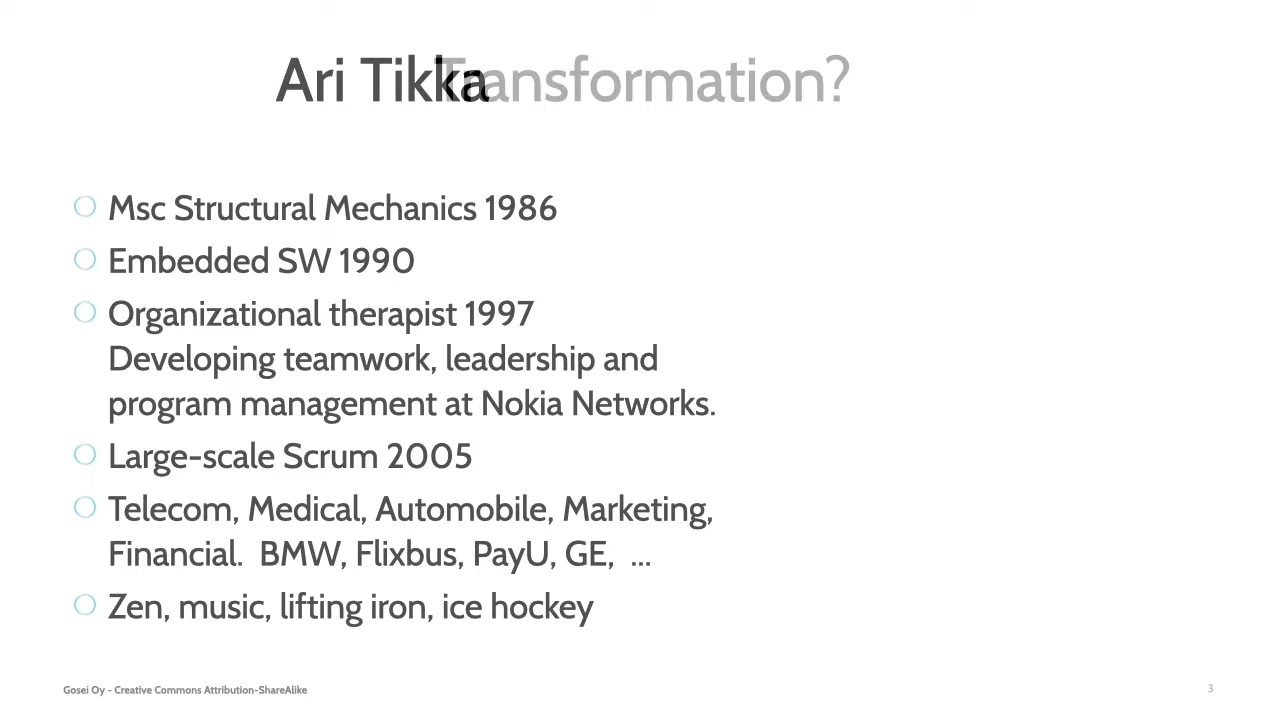 Ari Tikka
Transformation?
Msc Structural Mechanics 1986
Embedded SW 1990
Organizational therapist 1997
Developing teamwork, leadership and
program management at Nokia Networks.
Large-scale Scrum 2005
Telecom, Medical, Automobile, Marketing,
Financial.  BMW, Flixbus, PayU, GE,  ...
Zen, music, lifting iron, ice hockey
Gosei Oy - Creative Commons Attribution-ShareAlike
3